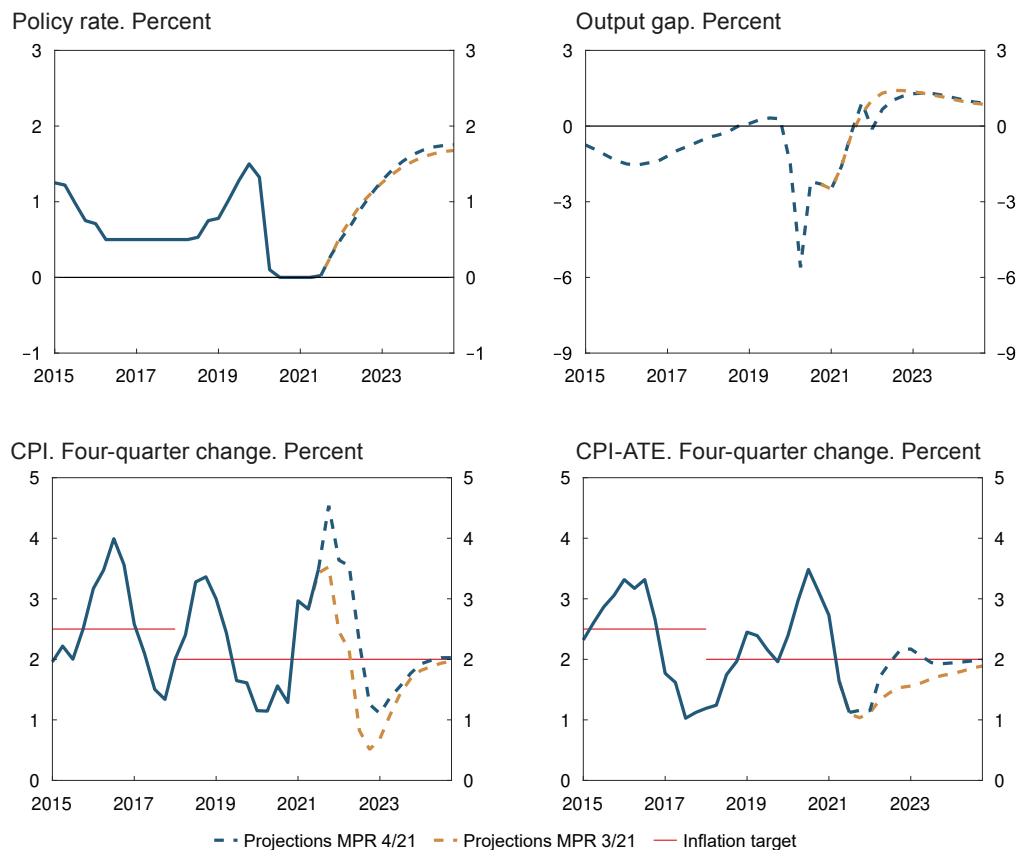 Policy rate. Percent
Output gap. Percent
3 3 3 3
2 2 0 0
1 1 −3 −3
0 0 −6 −6
−1 −1 −9 −9
2015 2017 2019 2021 2023 2015 2017 2019 2021 2023
CPI. Four-quarter change. Percent
CPI-ATE. Four-quarter change. Percent
5 5 5 5
4 4 4 4
3 3 3 3
2 2 2 2
1 1 1 1
0 0 0 0
2015 2017 2019 2021 2023 2015 2017 2019 2021 2023
Projections MPR 4/21 Projections MPR 3/21 Inflation target